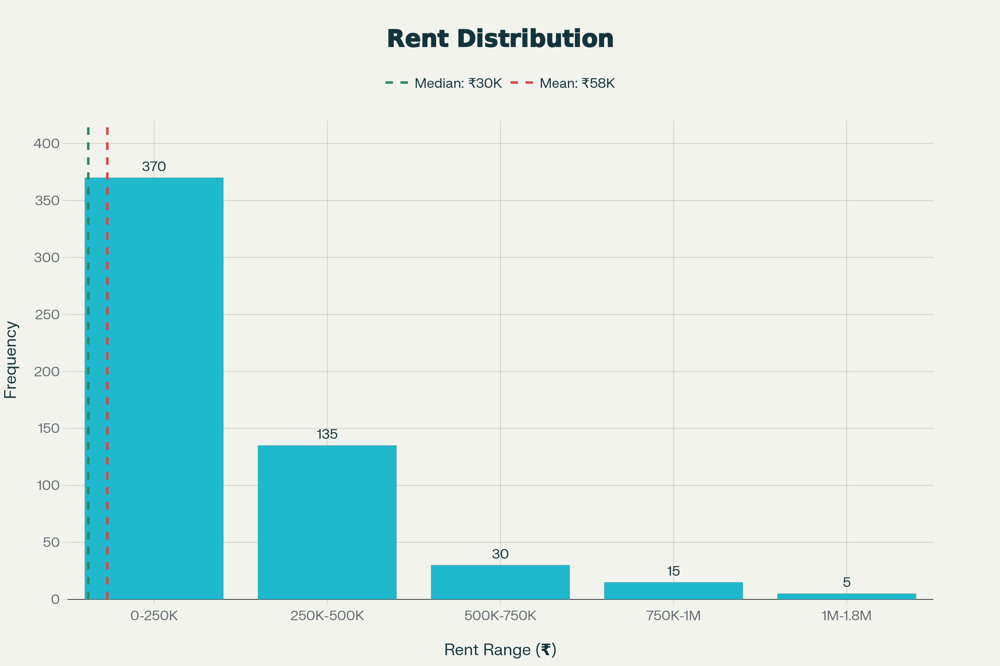 Rent Distribution
Median: ₹30K Mean: ₹58K
Frequency
400
350
300
250
200
150
100
50
0
370
135
30
15
5
0-250K 250K-500K 500K-750K 750K-1M 1M-1.8M
Rent Range (₹)